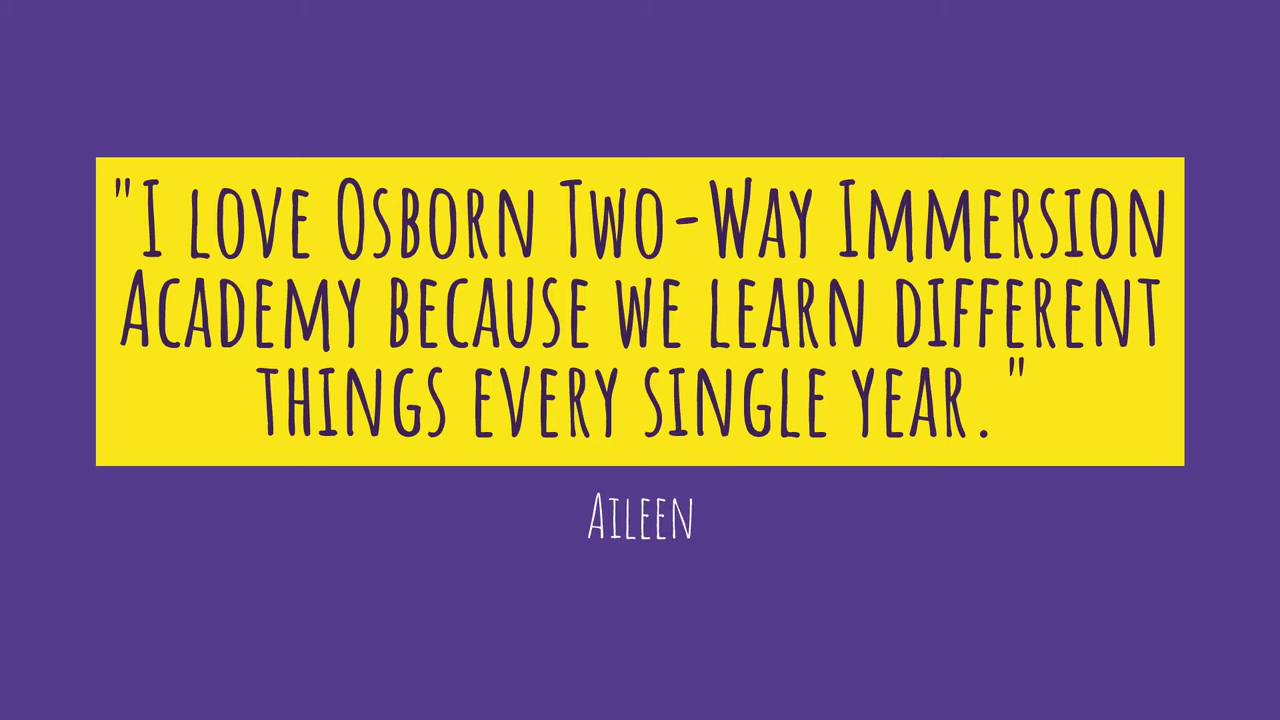 "I love Osborn Two-Way Immersion
Academy because we learn different
things every single year."
Aileen